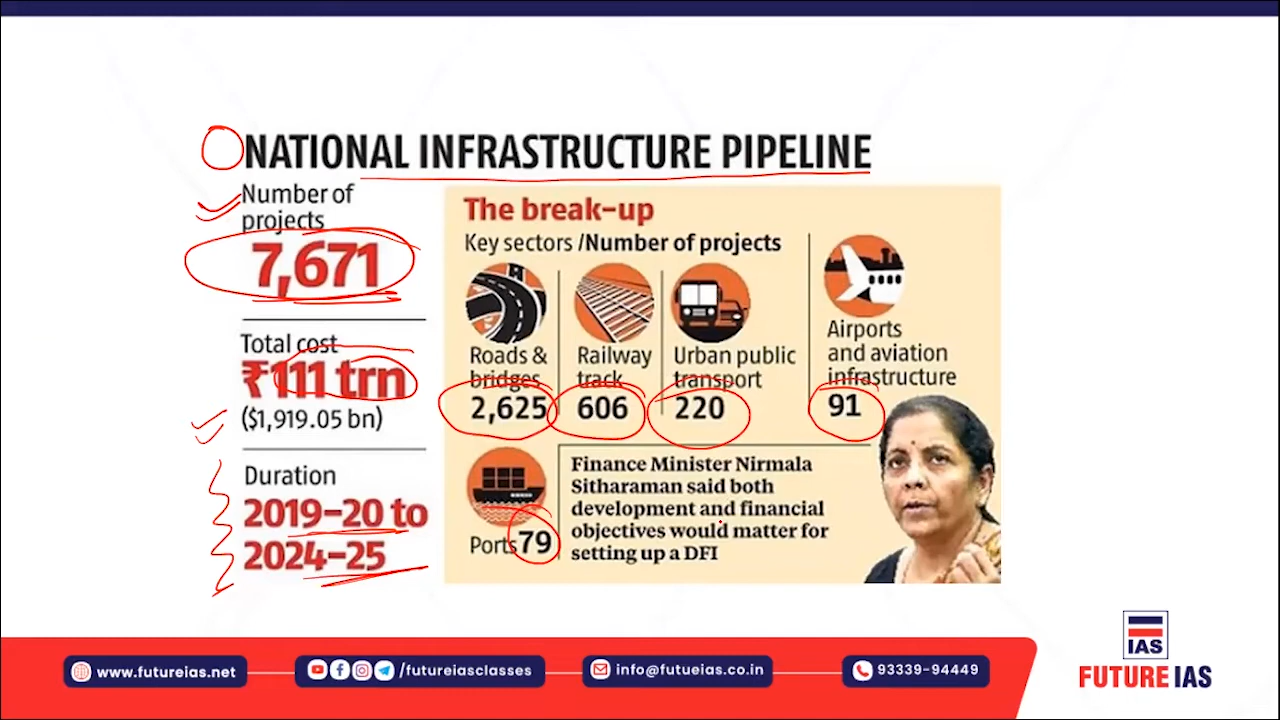 NATIONAL INFRASTRUCTURE PIPELINE
Number of
projects
7,671
Total cost
₹111 trn
($1,919.05 bn)
Duration
2019-20 to
2024-25
The break-up
Key sectors /Number of projects
Roads &
bridges
2,625
Railway
track
606
Urban public
transport
220
Airports
and aviation
infrastructure
91
Ports 79
Finance Minister Nirmala
Sitharaman said both
development and financial
objectives would matter for
setting up a DFI
IAS
FUTURE IAS
www.futureias.net
/futureiasclasses
info@futueias.co.in
93339-94449